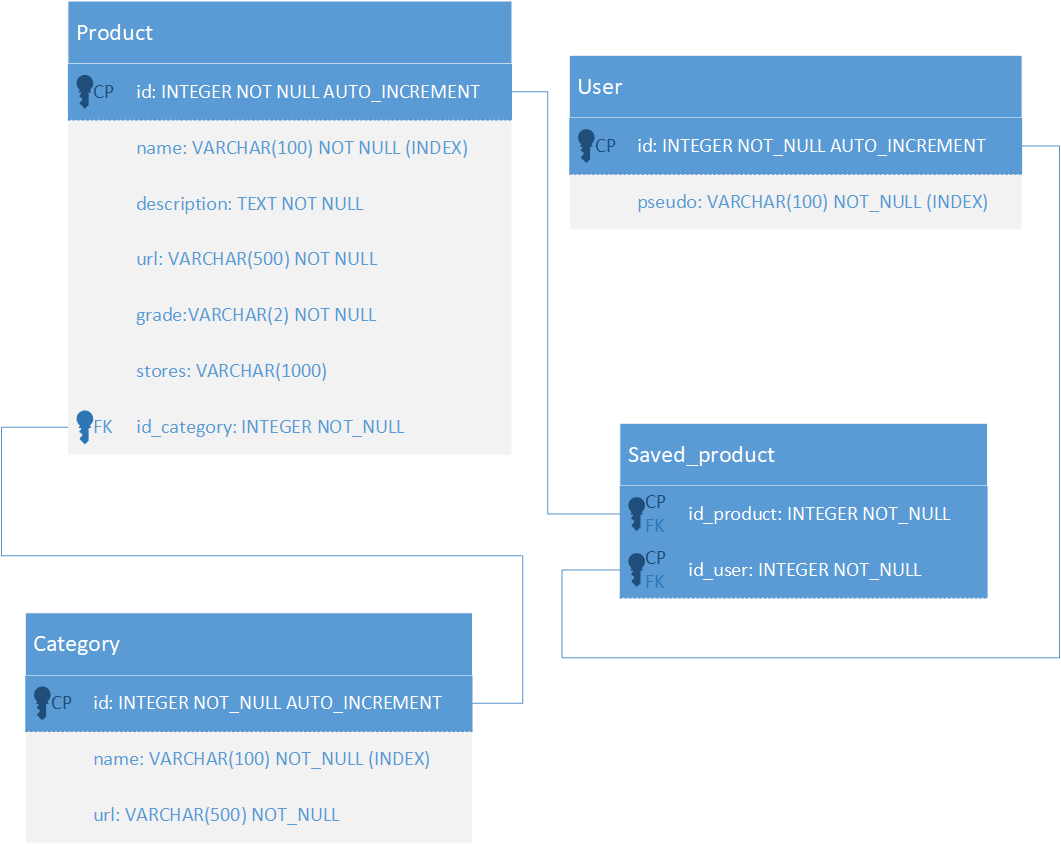 Product
CP id: INTEGER NOT NULL AUTO_INCREMENT
name: VARCHAR(100) NOT NULL (INDEX)
description: TEXT NOT NULL
url: VARCHAR(500) NOT NULL
grade:VARCHAR(2) NOT NULL
stores: VARCHAR(1000)
FK id_category: INTEGER NOT_NULL
User
CP id: INTEGER NOT_NULL AUTO_INCREMENT
pseudo: VARCHAR(100) NOT_NULL (INDEX)
Saved_product
CP
FK id_product: INTEGER NOT_NULL
CP
FK id_user: INTEGER NOT_NULL
Category
CP id: INTEGER NOT_NULL AUTO_INCREMENT
name: VARCHAR(100) NOT_NULL (INDEX)
url: VARCHAR(500) NOT_NULL